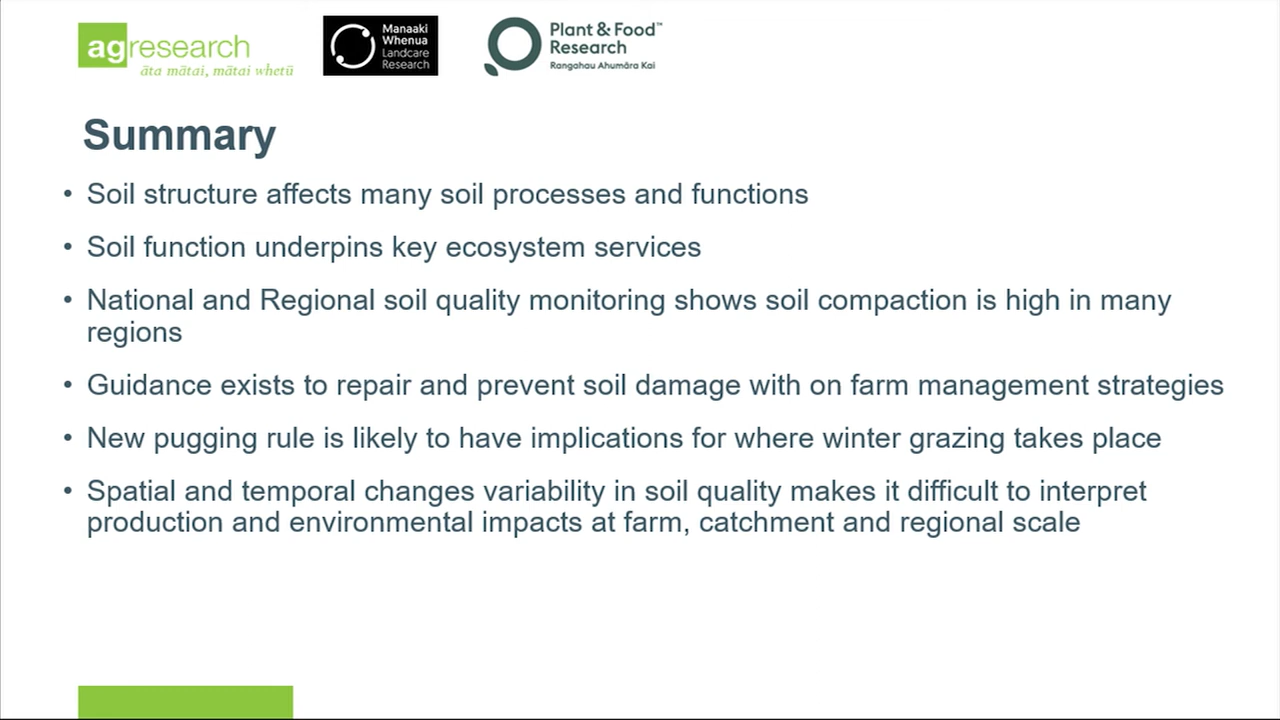 agresearch
āta mātai, mātai whetū
Manaaki
Whenua
Landcare
Research
Plant & Food™
Research
Rangahau Ahumāra Kai
Summary
• Soil structure affects many soil processes and functions
• Soil function underpins key ecosystem services
• National and Regional soil quality monitoring shows soil compaction is high in many
regions
• Guidance exists to repair and prevent soil damage with on farm management strategies
• New pugging rule is likely to have implications for where winter grazing takes place
• Spatial and temporal changes variability in soil quality makes it difficult to interpret
production and environmental impacts at farm, catchment and regional scale